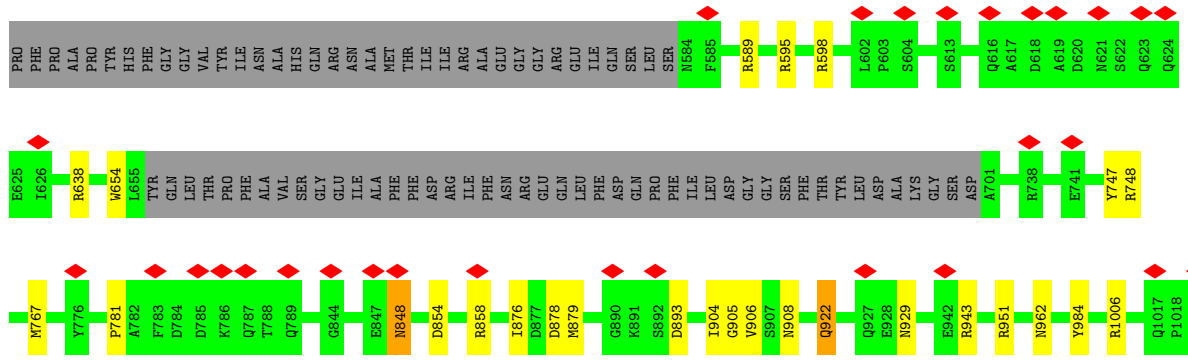 PRO PHE PRO ALA PRO TYR HIS PHE GLY GLY VAL TYR ILE ASN ALA HIS GLN ARG ASN ALA MET THR ILE ILE ARG ALA GLU GLY GLY ARG GLU ILE GLN SER LEU SER N584 F585 R589 R595 R598 L602 P603 S604 S613 Q616 A617 D618 A619 D620 N621 S622 Q623 Q624
E625 I626 R638 W654 L655 TYR GLN LEU THR PRO PHE ALA VAL SER GLY GLU ILE ALA PHE PHE ASP ARG ILE PHE ASN ARG GLU GLN LEU PHE ASP GLN PRO PHE ILE LEU ASP GLY GLY SER PHE THR TYR LEU ASP ALA LYS GLY SER ASP A701 R738 E741 Y747 R748
M767 Y776 P781 A782 F783 D784 D785 K786 Q787 T788 Q789 G844 E847 N848 D854 R858 I876 D877 D878 M879 G890 K891 S892 D893 I904 G905 V906 S907 N908 Q922 Q927 E928 N929 E942 R943 R951 N962 Y984 R1006 Q1017 P1018